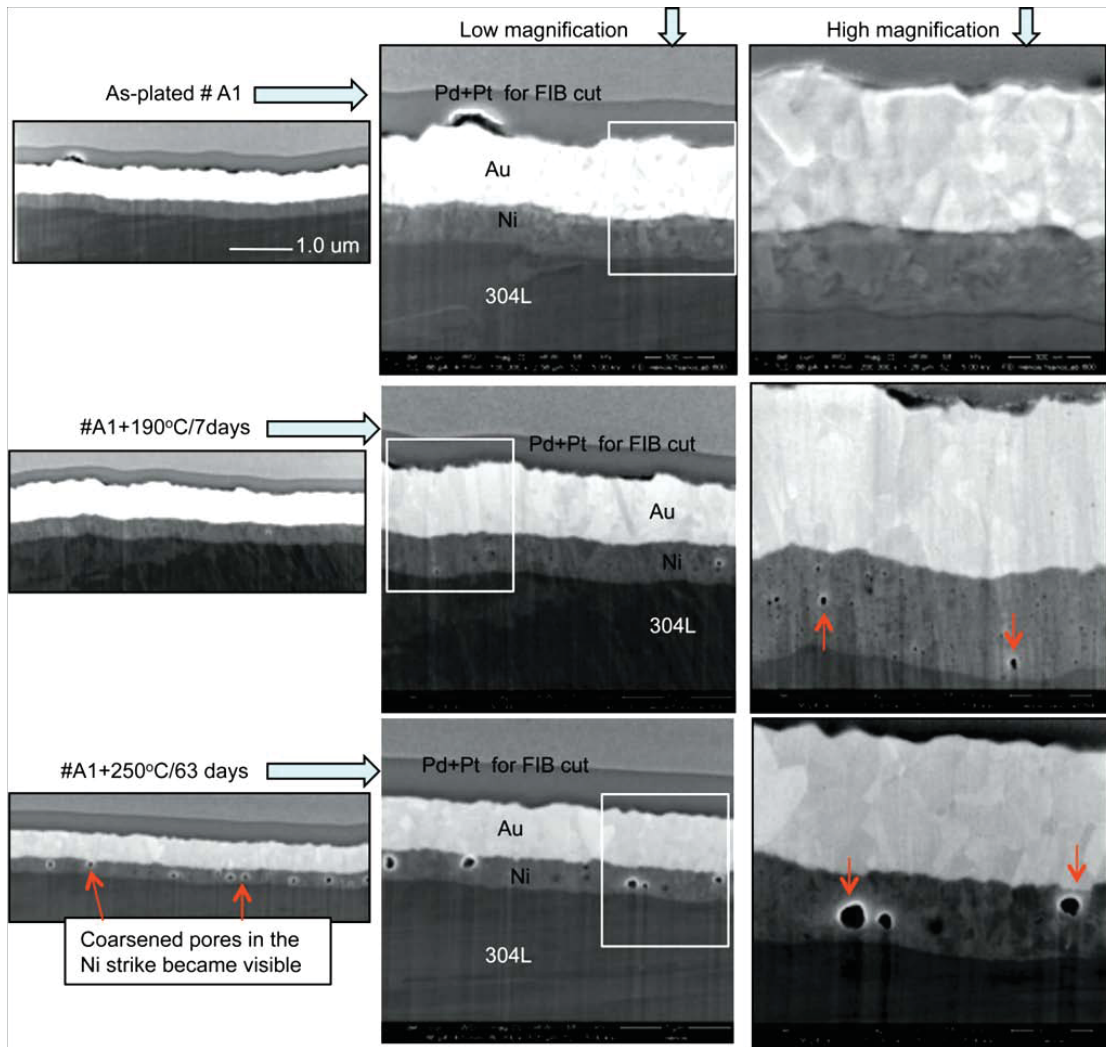 Low magnification
High magnification
As-plated # A1
Pd+Pt for FIB cut
Au
Ni
304L
1.0 um
#A1+190°C/7days
Pd+Pt for FIB cut
Au
Ni
304L
#A1+250°C/63 days
Pd+Pt for FIB cut
Au
Ni
304L
Coarsened pores in the
Ni strike became visible